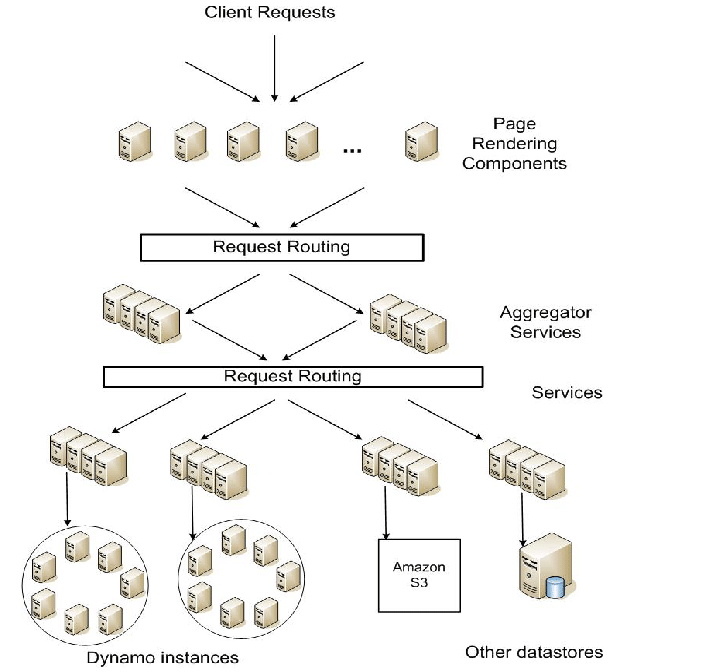 Client Requests
Page
Rendering
Components
...
Request Routing
Aggregator
Services
Request Routing
Services
Amazon
S3
Dynamo instances
Other datastores